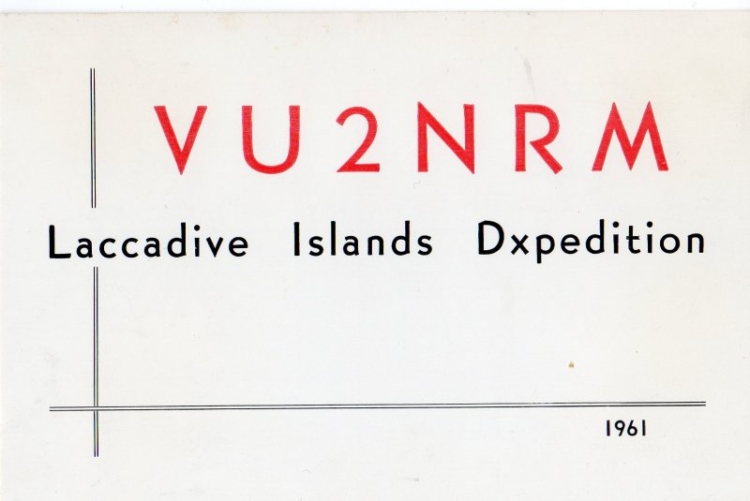 VU2NRM
Laccadive Islands Dxpedition
1961